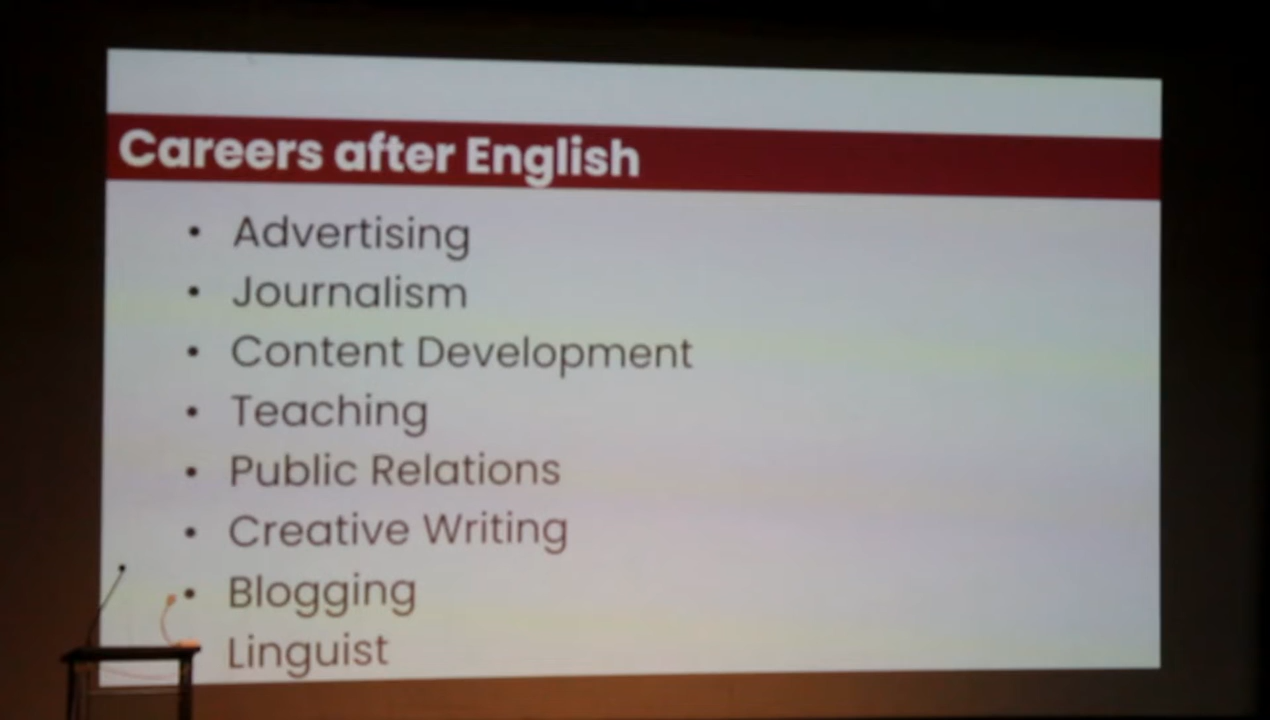 Careers after English
• Advertising
• Journalism
• Content Development
• Teaching
• Public Relations
• Creative Writing
• Blogging
Linguist